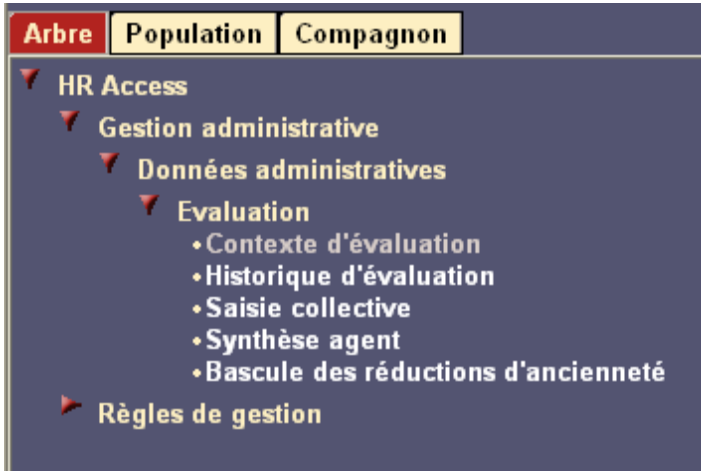 Arbre Population Compagnon
HR Access
Gestion administrative
Données administratives
Evaluation
Contexte d'évaluation
Historique d'évaluation
Saisie collective
Synthèse agent
Bascule des réductions d'ancienneté
Règles de gestion